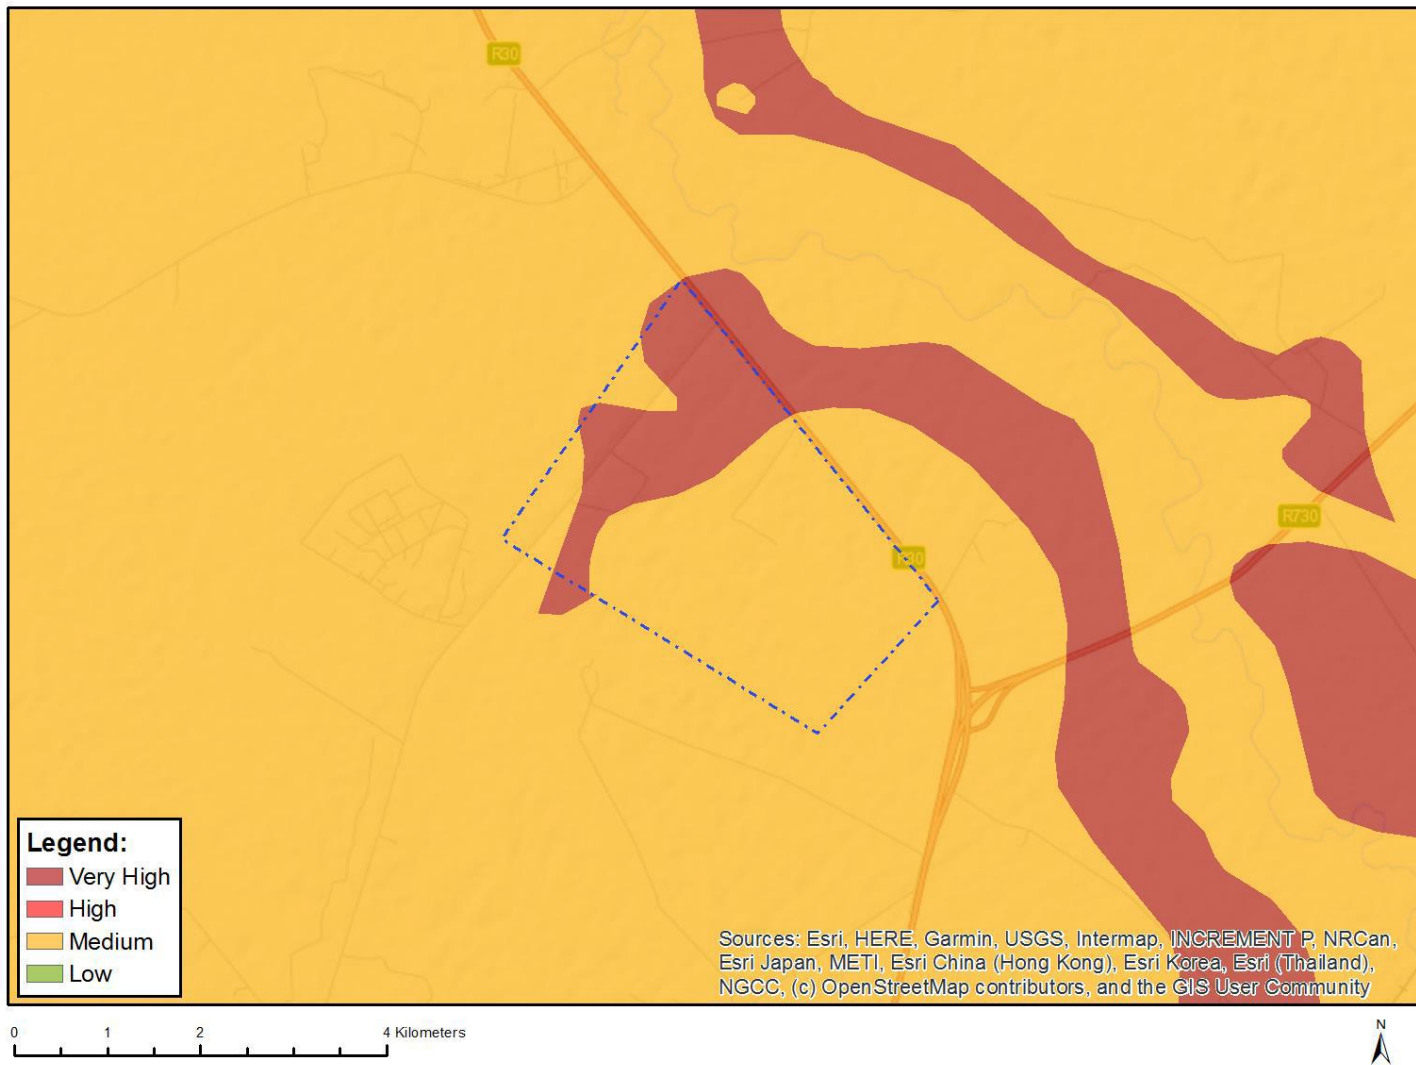 R30
R730
R30
Legend:
Very High
High
Medium
Low
Sources: Esri, HERE, Garmin, USGS, Intermap, INCREMENT P, NRCan,
Esri Japan, METI, Esri China (Hong Kong), Esri Korea, Esri (Thailand),
NGCC, (c) OpenStreetMap contributors, and the GIS User Community
0 1 2 4 Kilometers
N